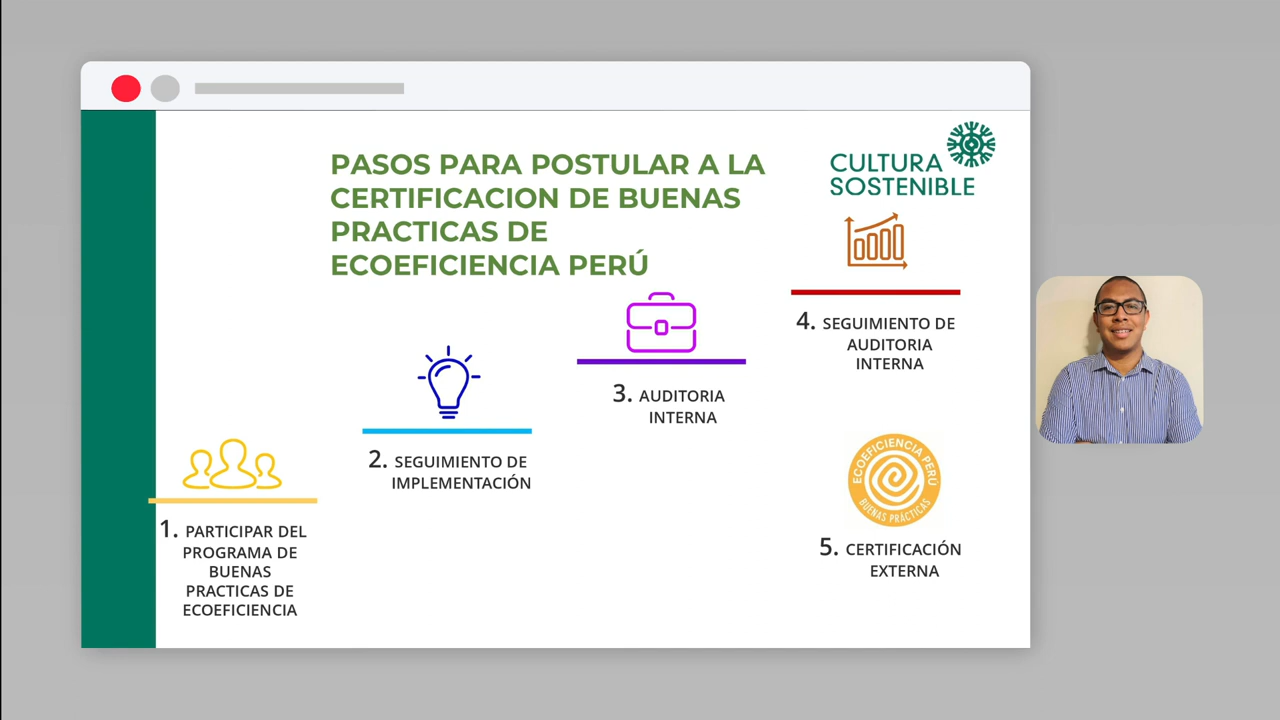 PASOS PARA POSTULAR A LA
CERTIFICACION DE BUENAS
PRACTICAS DE
ECOEFICIENCIA PERÚ
CULTURA
SOSTENIBLE
1. PARTICIPAR DEL
PROGRAMA DE
BUENAS
PRACTICAS DE
ECOEFICIENCIA
2. SEGUIMIENTO DE
IMPLEMENTACIÓN
3. AUDITORIA
INTERNA
4. SEGUIMIENTO DE
AUDITORIA
INTERNA
ECOEFICIENCIA PERÚ
BUENAS PRÁCTICAS
5. CERTIFICACIÓN
EXTERNA